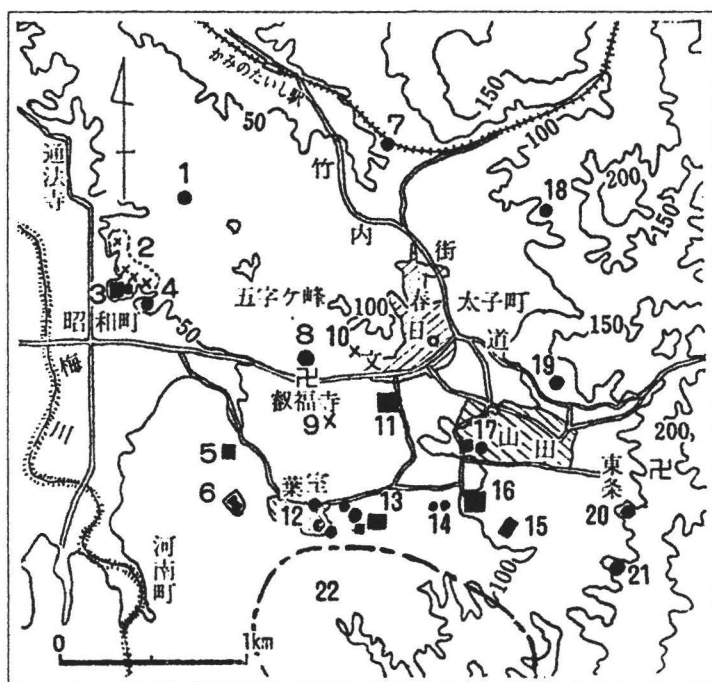 かみのたいし駅
50
150
100
7
通法寺
竹
1
18
200
150
内
2
街
3
4
五字ケ峰
100
春
太子町
昭和町
50
8
10
日
道
150
梅
文
19
卍
叡福寺
9
11
200
川
5
17
山田
東条
卍
6
葉室
16
12
13
14
15
20
河南町
100
21
22
0
1km